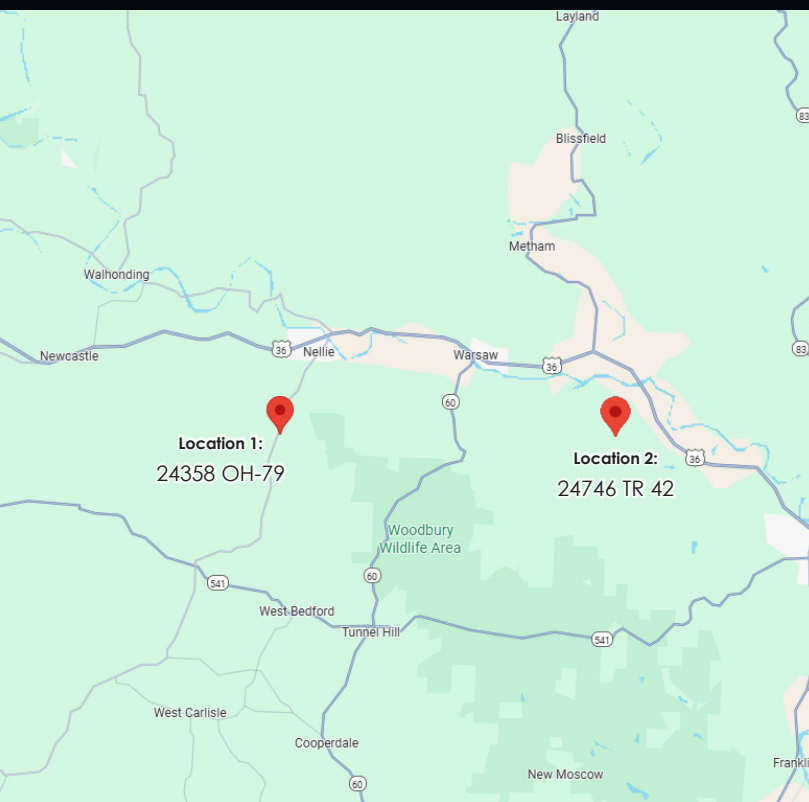 Layland
83
Blissfield
Metham
Walhonding
36
Nellie
Newcastle
Warsaw
36
83
60
Location 1:
24358 OH-79
Location 2:
24746 TR 42
36
Woodbury
Wildlife Area
60
541
West Bedford
Tunnel Hill
541
West Carlisle
Cooperdale
New Moscow
Frankli
60